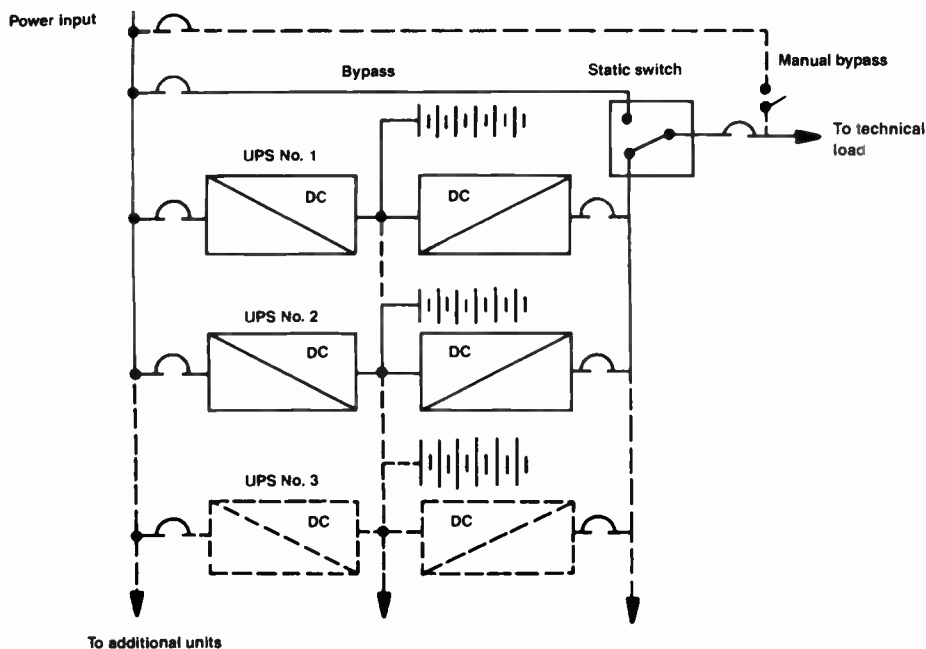 Power input
Bypass
Static switch
Manual bypass
To technical
load
UPS No. 1
DC
UPS No. 2
DC
DC
UPS No. 3
DC
DC
To additional units